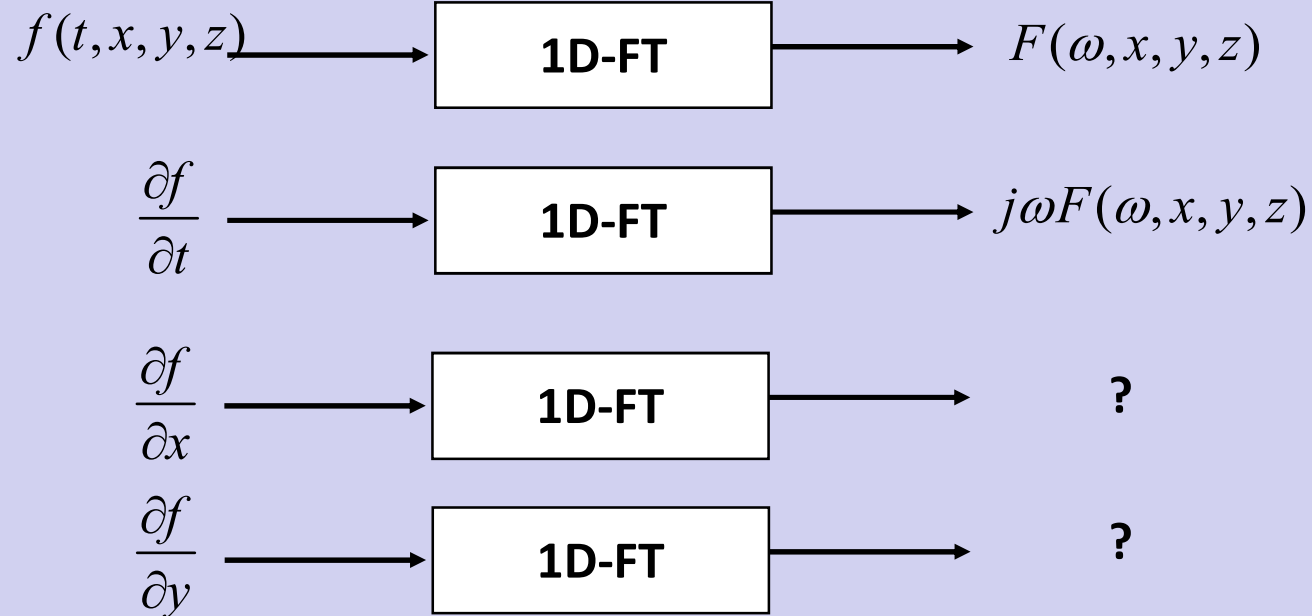 f(t,x,y,z) 1D-FT F(ω,x,y,z)
∂f/∂t 1D-FT jωF(ω,x,y,z)
∂f/∂x 1D-FT ?
∂f/∂y 1D-FT ?